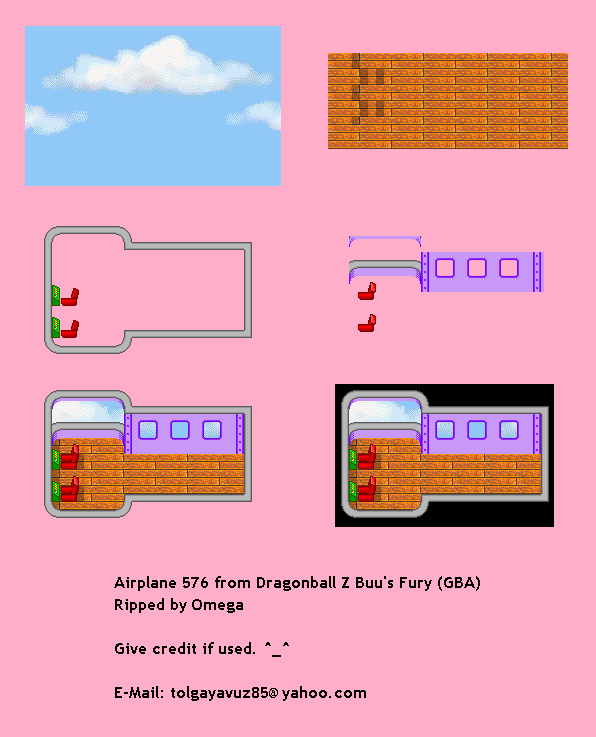 Airplane 576 from Dragonball Z Buu's Fury (GBA)
Ripped by Omega
Give credit if used. ^_^
E-Mail: tolgayavuz85@yahoo.com